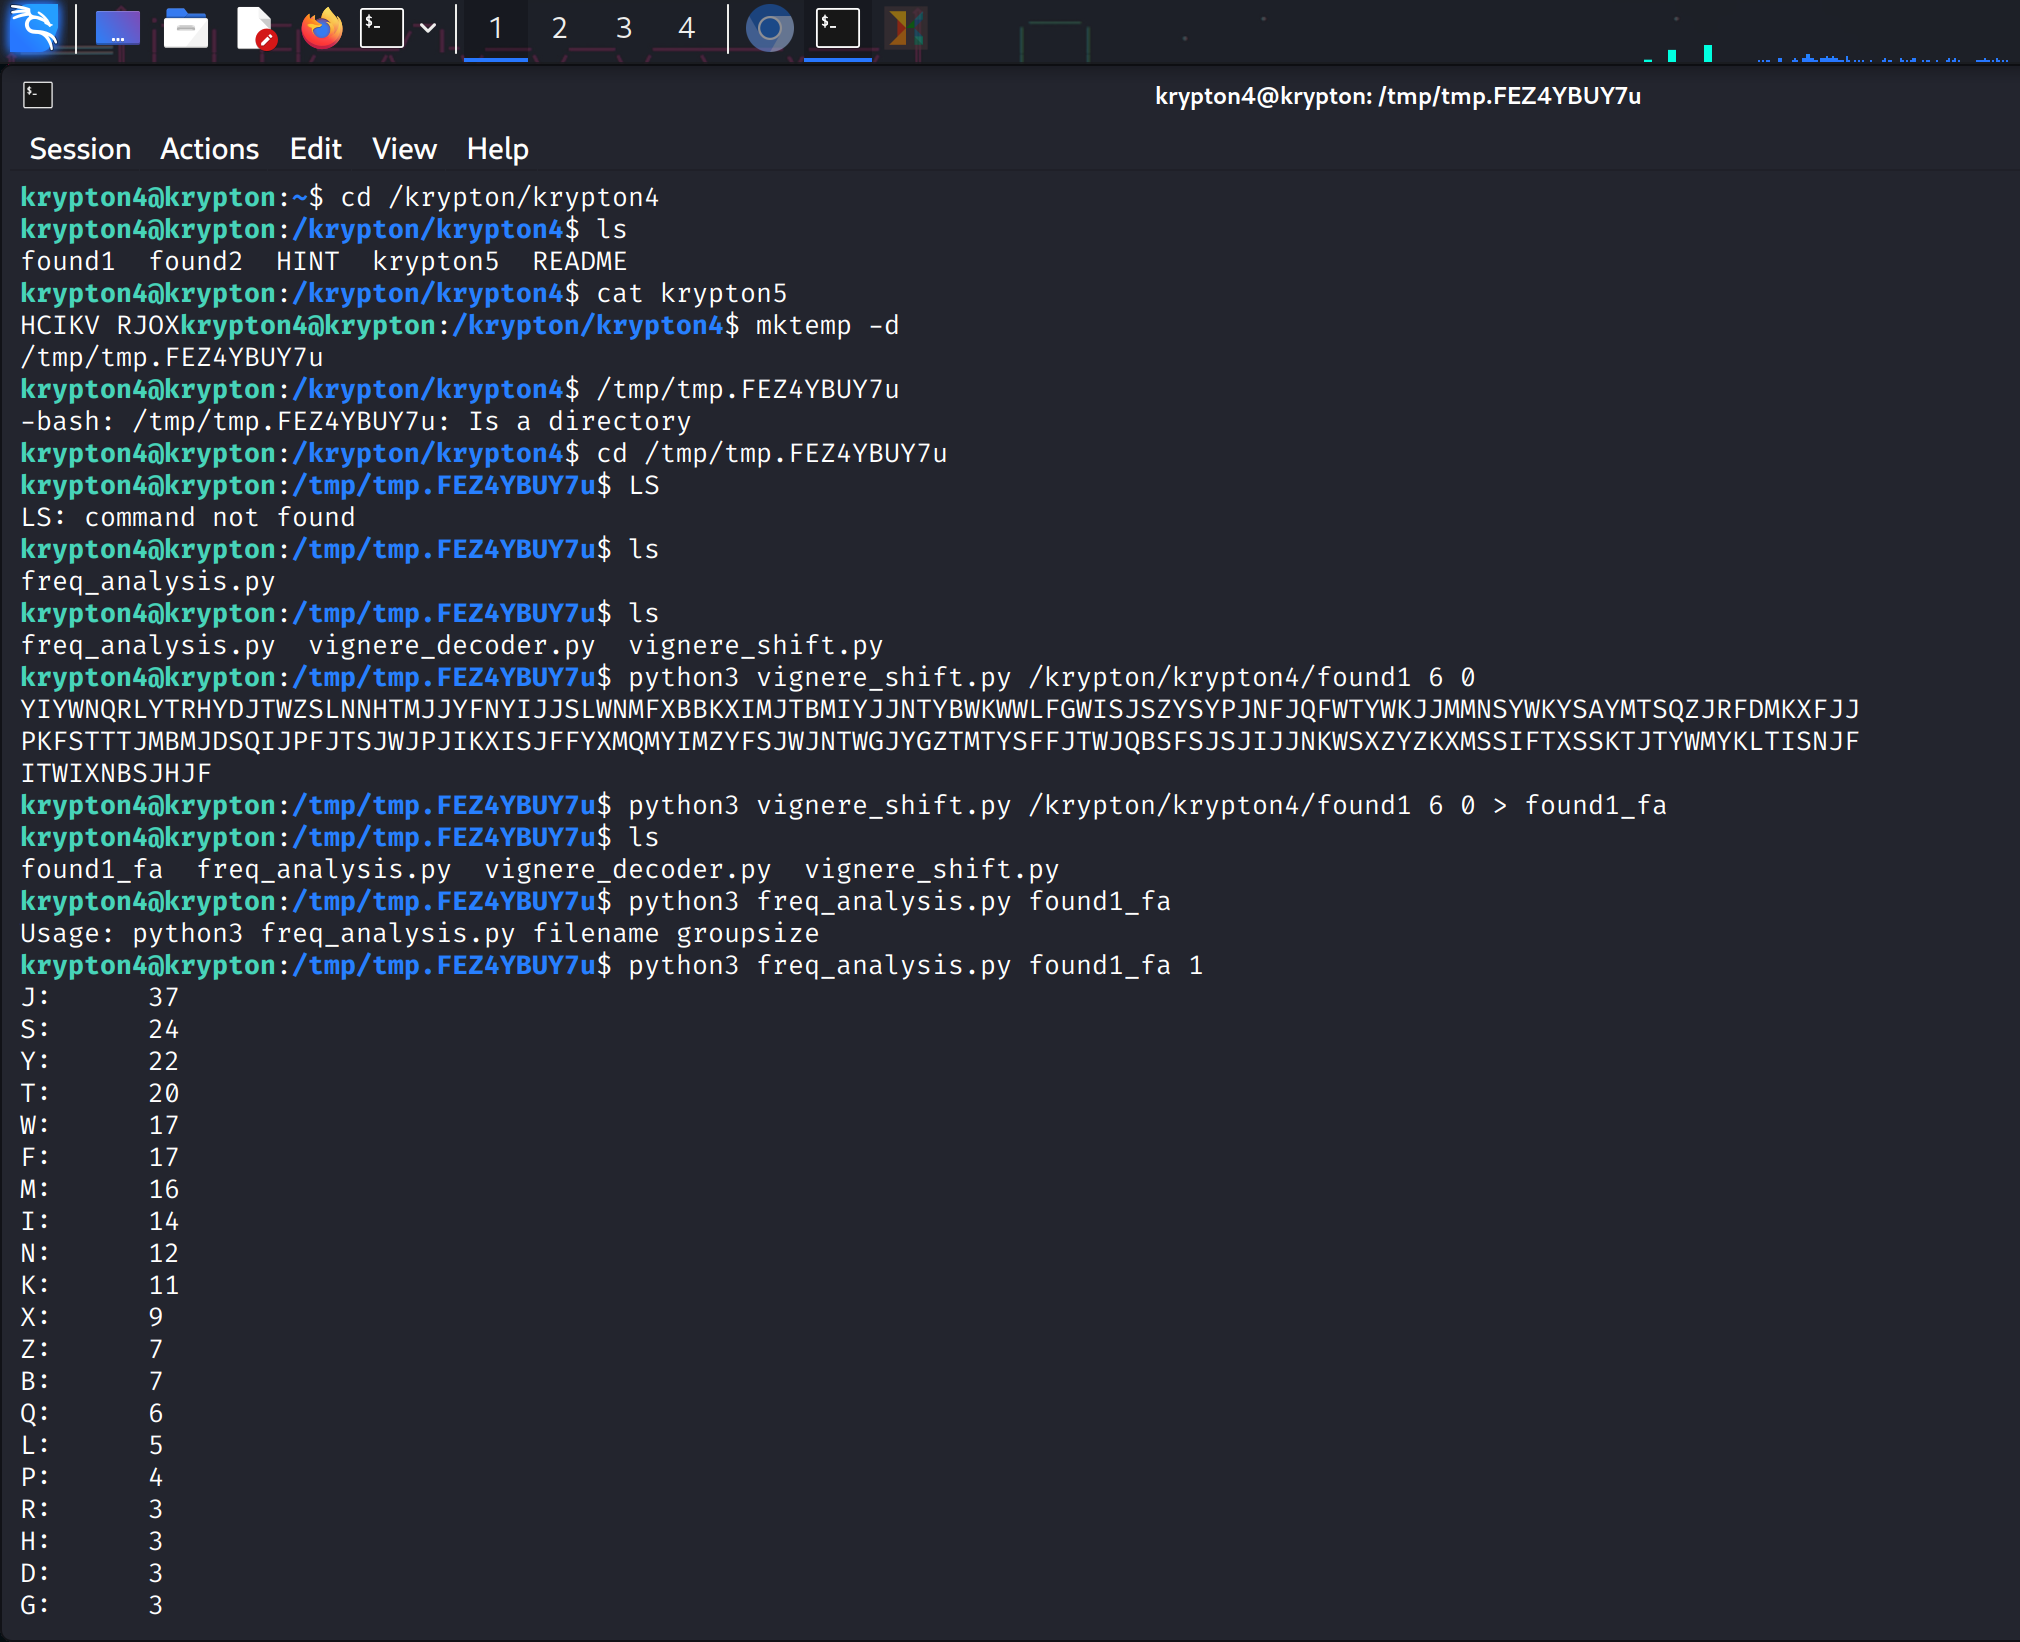 1 2 3 4
krypton4@krypton: /tmp/tmp.FEZ4YBUY7u
Session Actions Edit View Help
krypton4@krypton:~$ cd /krypton/krypton4
krypton4@krypton:/krypton/krypton4$ ls
found1 found2 HINT krypton5 README
krypton4@krypton:/krypton/krypton4$ cat krypton5
HCIKV RJOXkrypton4@krypton:/krypton/krypton4$ mktemp -d
/tmp/tmp.FEZ4YBUY7u
krypton4@krypton:/krypton/krypton4$ /tmp/tmp.FEZ4YBUY7u
-bash: /tmp/tmp.FEZ4YBUY7u: Is a directory
krypton4@krypton:/krypton/krypton4$ cd /tmp/tmp.FEZ4YBUY7u
krypton4@krypton:/tmp/tmp.FEZ4YBUY7u$ LS
LS: command not found
krypton4@krypton:/tmp/tmp.FEZ4YBUY7u$ ls
freq_analysis.py
krypton4@krypton:/tmp/tmp.FEZ4YBUY7u$ ls
freq_analysis.py vignere_decoder.py vignere_shift.py
krypton4@krypton:/tmp/tmp.FEZ4YBUY7u$ python3 vignere_shift.py /krypton/krypton4/found1 6 0
YIYWNQRLYTRHYDJTWZSLNNHTMJJYFNYIJJSLWNMFXBBKXIMJTBMIYJJNTYBWKWWLFGWISJSZYSYPJNFJQFWTYWKJJMMNSYWKYSAYMTSQZJRFDMKXFJJ
PKFSTTTJMBMJDSQIJPFJTSJWJPJIKXISJFFYXMQMYIMZYFSJWJNTWGJYGZTMTYSFFJTWJQBSFSJSJIJJNKWSXZYZKXMSSIFTXSSKTJTYWMYKLTISNJF
ITWIXNBSJHJF
krypton4@krypton:/tmp/tmp.FEZ4YBUY7u$ python3 vignere_shift.py /krypton/krypton4/found1 6 0 > found1_fa
krypton4@krypton:/tmp/tmp.FEZ4YBUY7u$ ls
found1_fa freq_analysis.py vignere_decoder.py vignere_shift.py
krypton4@krypton:/tmp/tmp.FEZ4YBUY7u$ python3 freq_analysis.py found1_fa
Usage: python3 freq_analysis.py filename groupsize
krypton4@krypton:/tmp/tmp.FEZ4YBUY7u$ python3 freq_analysis.py found1_fa 1
J: 37
S: 24
Y: 22
T: 20
W: 17
F: 17
M: 16
I: 14
N: 12
K: 11
X: 9
Z: 7
B: 7
Q: 6
L: 5
P: 4
R: 3
H: 3
D: 3
G: 3